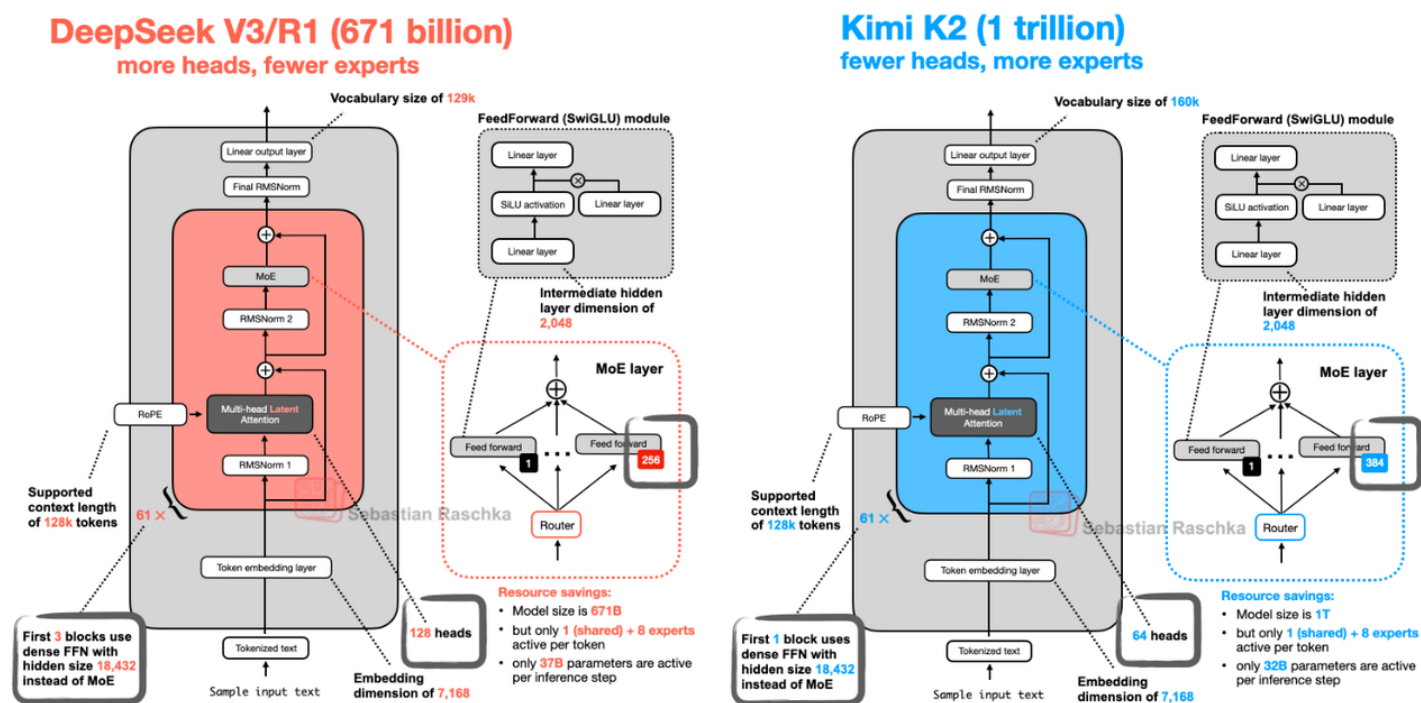 DeepSeek V3/R1 (671 billion)
more heads, fewer experts
Vocabulary size of 129k
FeedForward (SwiGLU) module
Linear output layer
Final RMSNorm
Linear layer
SiLU activation
Linear layer
Linear layer
MoE
RMSNorm 2
Intermediate hidden
layer dimension of
2,048
MoE layer
RoPE
Multi-head Latent
Attention
Feed forward
1
Feed forward
256
RMSNorm 1
Supported
context length
of 128k tokens
61 ×
Sebastian Raschka
Router
Token embedding layer
Resource savings:
• Model size is 671B
• but only 1 (shared) + 8 experts
active per token
• only 37B parameters are active
per inference step
First 3 blocks use
dense FFN with
hidden size 18,432
instead of MoE
128 heads
Tokenized text
Embedding
dimension of 7,168
Sample input text
Kimi K2 (1 trillion)
fewer heads, more experts
Vocabulary size of 160k
FeedForward (SwiGLU) module
Linear output layer
Final RMSNorm
Linear layer
SiLU activation
Linear layer
Linear layer
MoE
RMSNorm 2
Intermediate hidden
layer dimension of
2,048
MoE layer
RoPE
Multi-head Latent
Attention
Feed forward
1
Feed forward
384
RMSNorm 1
Supported
context length
of 128k tokens
61 ×
Sebastian Raschka
Router
Token embedding layer
Resource savings:
• Model size is 1T
• but only 1 (shared) + 8 experts
active per token
• only 32B parameters are active
per inference step
First 1 block uses
dense FFN with
hidden size 18,432
instead of MoE
64 heads
Tokenized text
Embedding
dimension of 7,168
Sample input text